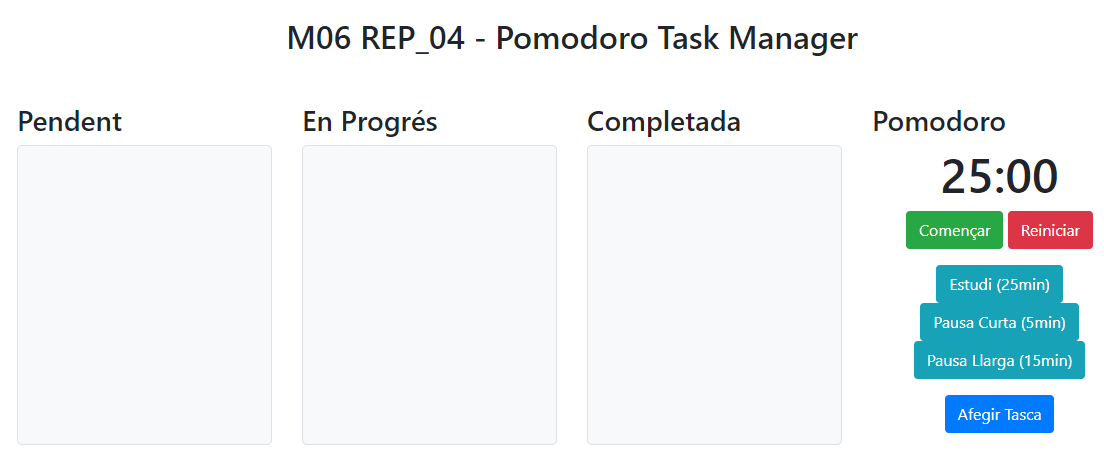 M06 REP_04 - Pomodoro Task Manager
Pendent
En Progrés
Completada
Pomodoro
25:00
Començar
Reiniciar
Estudi (25min)
Pausa Curta (5min)
Pausa Llarga (15min)
Afegir Tasca